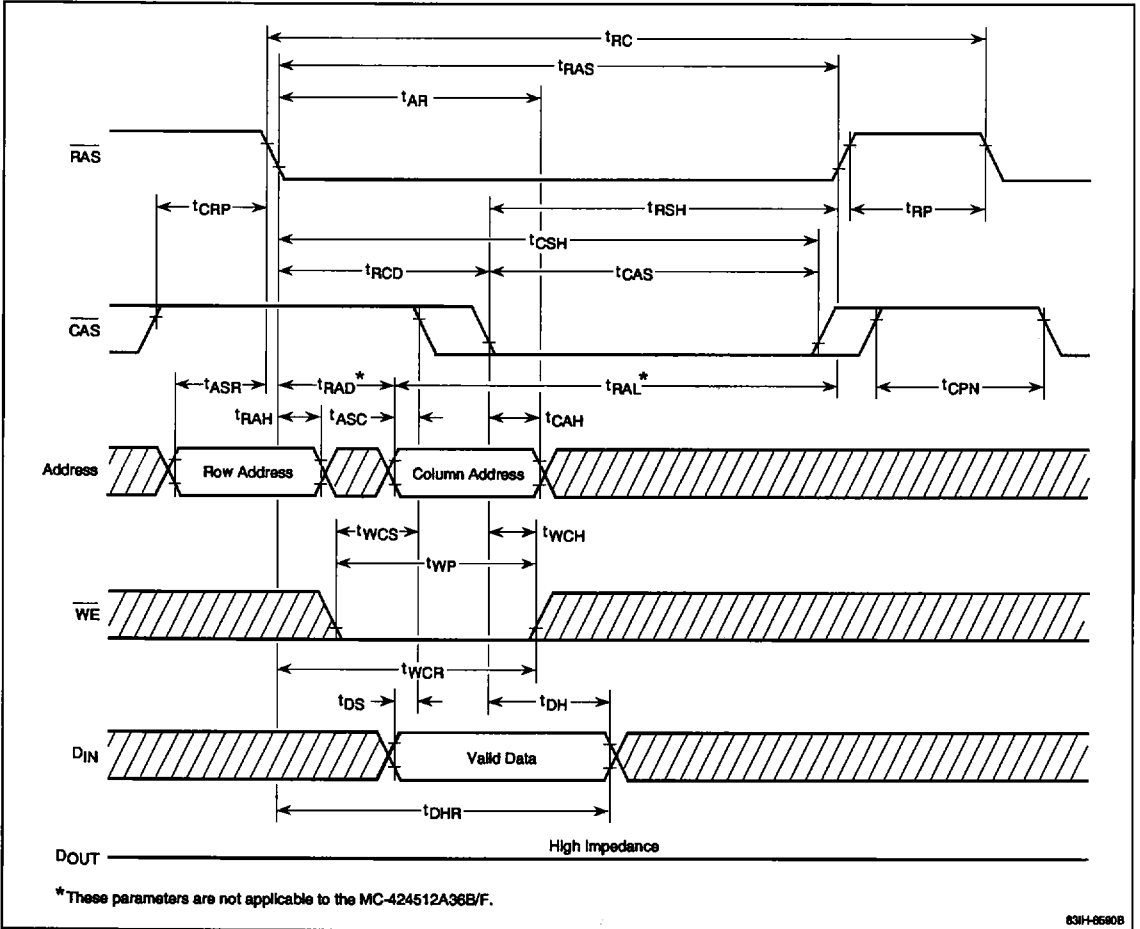 tRC
tRAS
tAR
RAS
tCRP
tRSH
tRP
tCSH
tRCD
tCAS
CAS
tASR
tRAD*
tRAL*
tCPN
tRAH
tASC
tCAH
Address
Row Address
Column Address
tWCS
tWCH
tWP
WE
tWCR
tDS
tDH
DIN
Valid Data
tDHR
High Impedance
DOUT
*These parameters are not applicable to the MC-424512A36B/F.
83IH-6590B